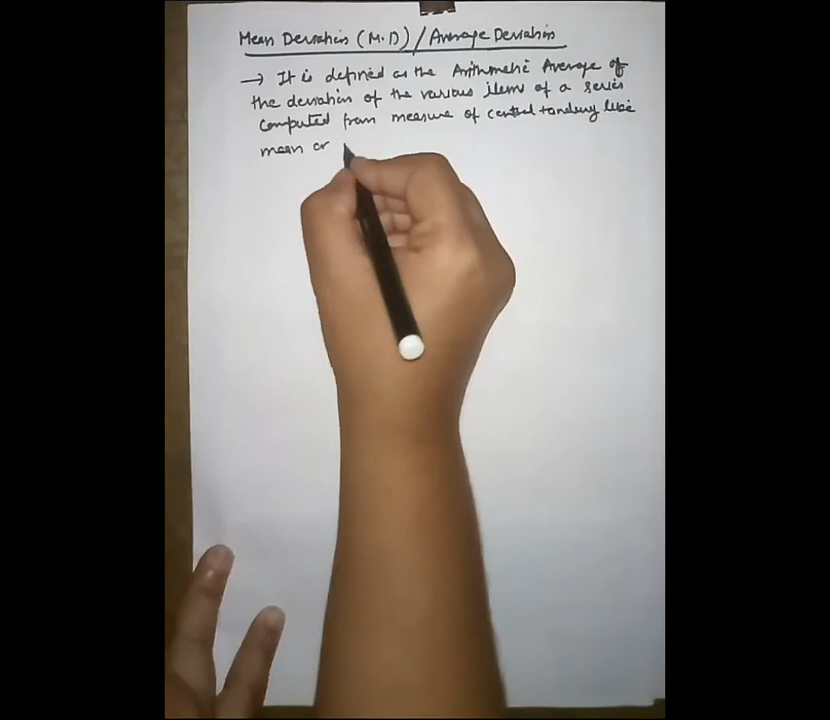 Mean Deviation (M.D) / Average Deviation
→ It is defined as the Arithmetic Average of
the deviation of the various items of a series
computed from measure of central tendency like
mean or